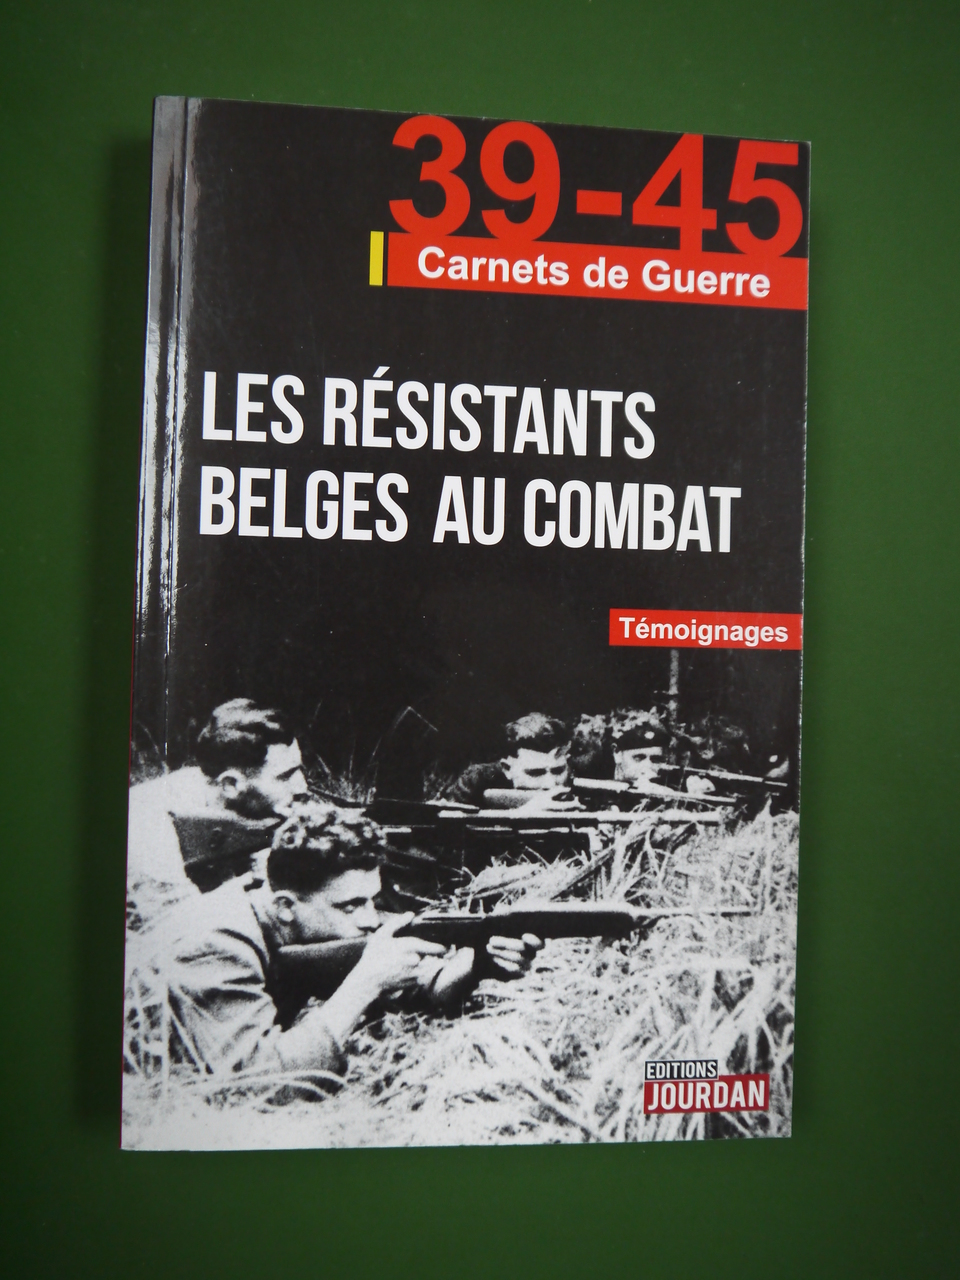 39-45
Carnets de Guerre
LES RÉSISTANTS
BELGES AU COMBAT
Témoignages
EDITIONS
JOURDAN